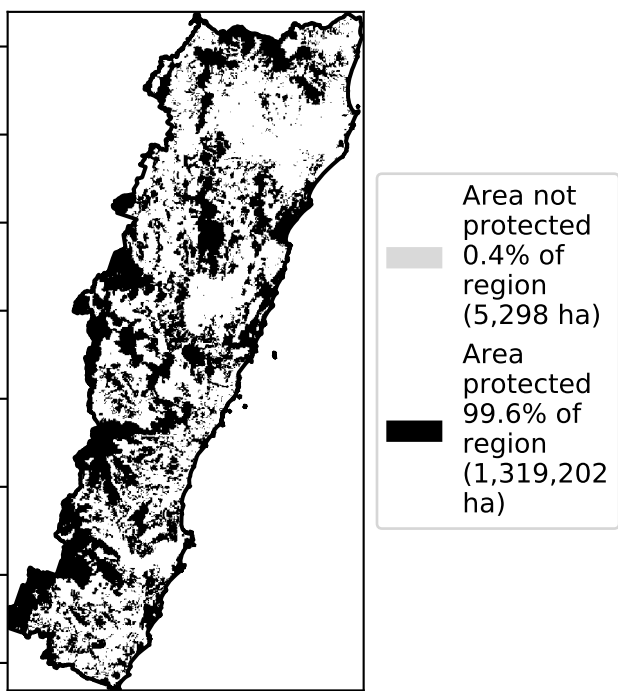 Area not
protected
0.4% of
region
(5,298 ha)
Area
protected
99.6% of
region
(1,319,202
ha)